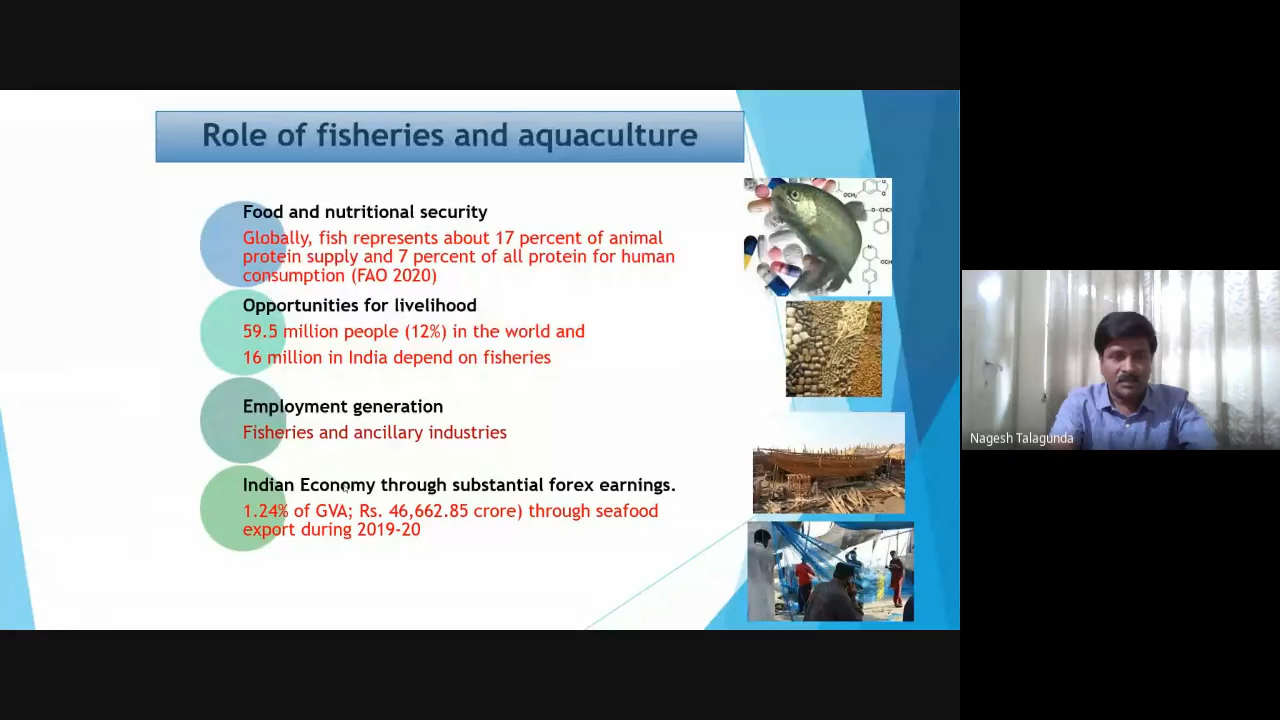 Role of fisheries and aquaculture
Food and nutritional security
Globally, fish represents about 17 percent of animal
protein supply and 7 percent of all protein for human
consumption (FAO 2020)
Opportunities for livelihood
59.5 million people (12%) in the world and
16 million in India depend on fisheries
Employment generation
Fisheries and ancillary industries
Indian Economy through substantial forex earnings.
1.24% of GVA; Rs. 46,662.85 crore) through seafood
export during 2019-20
Nagesh Talagunda